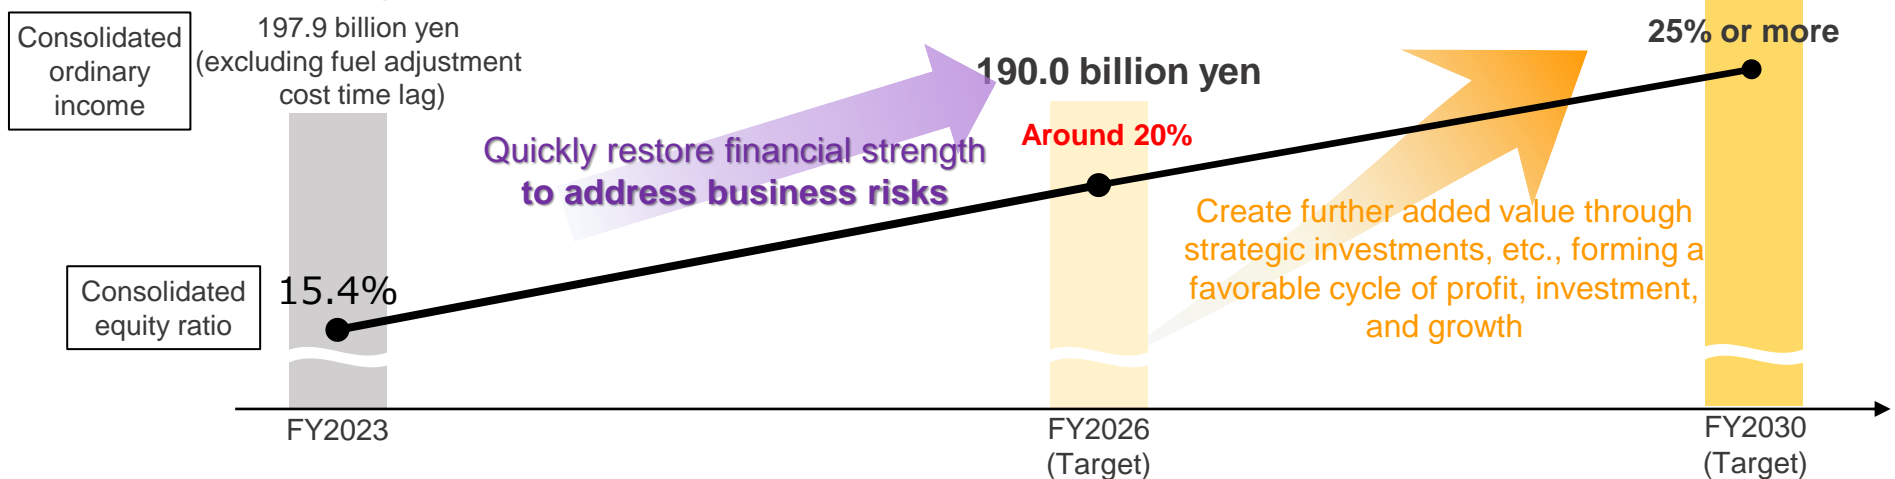 Consolidated
ordinary
income
197.9 billion yen
(excluding fuel adjustment
cost time lag)
190.0 billion yen
25% or more
Around 20%
Quickly restore financial strength
to address business risks
Create further added value through
strategic investments, etc., forming a
favorable cycle of profit, investment,
and growth
Consolidated
equity ratio
15.4%
FY2023
FY2026
(Target)
FY2030
(Target)